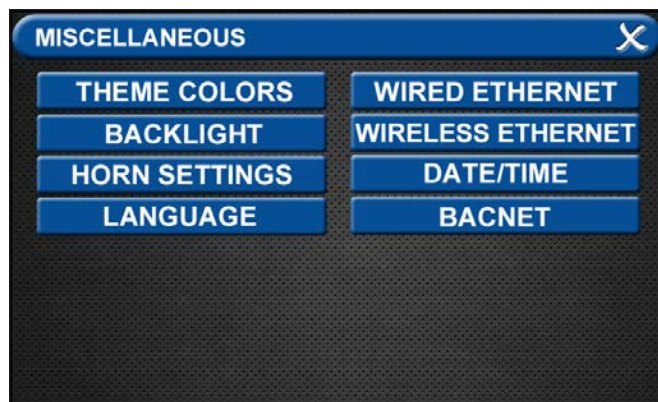 MISCELLANEOUS
THEME COLORS
WIRED ETHERNET
BACKLIGHT
WIRELESS ETHERNET
HORN SETTINGS
DATE/TIME
LANGUAGE
BACNET